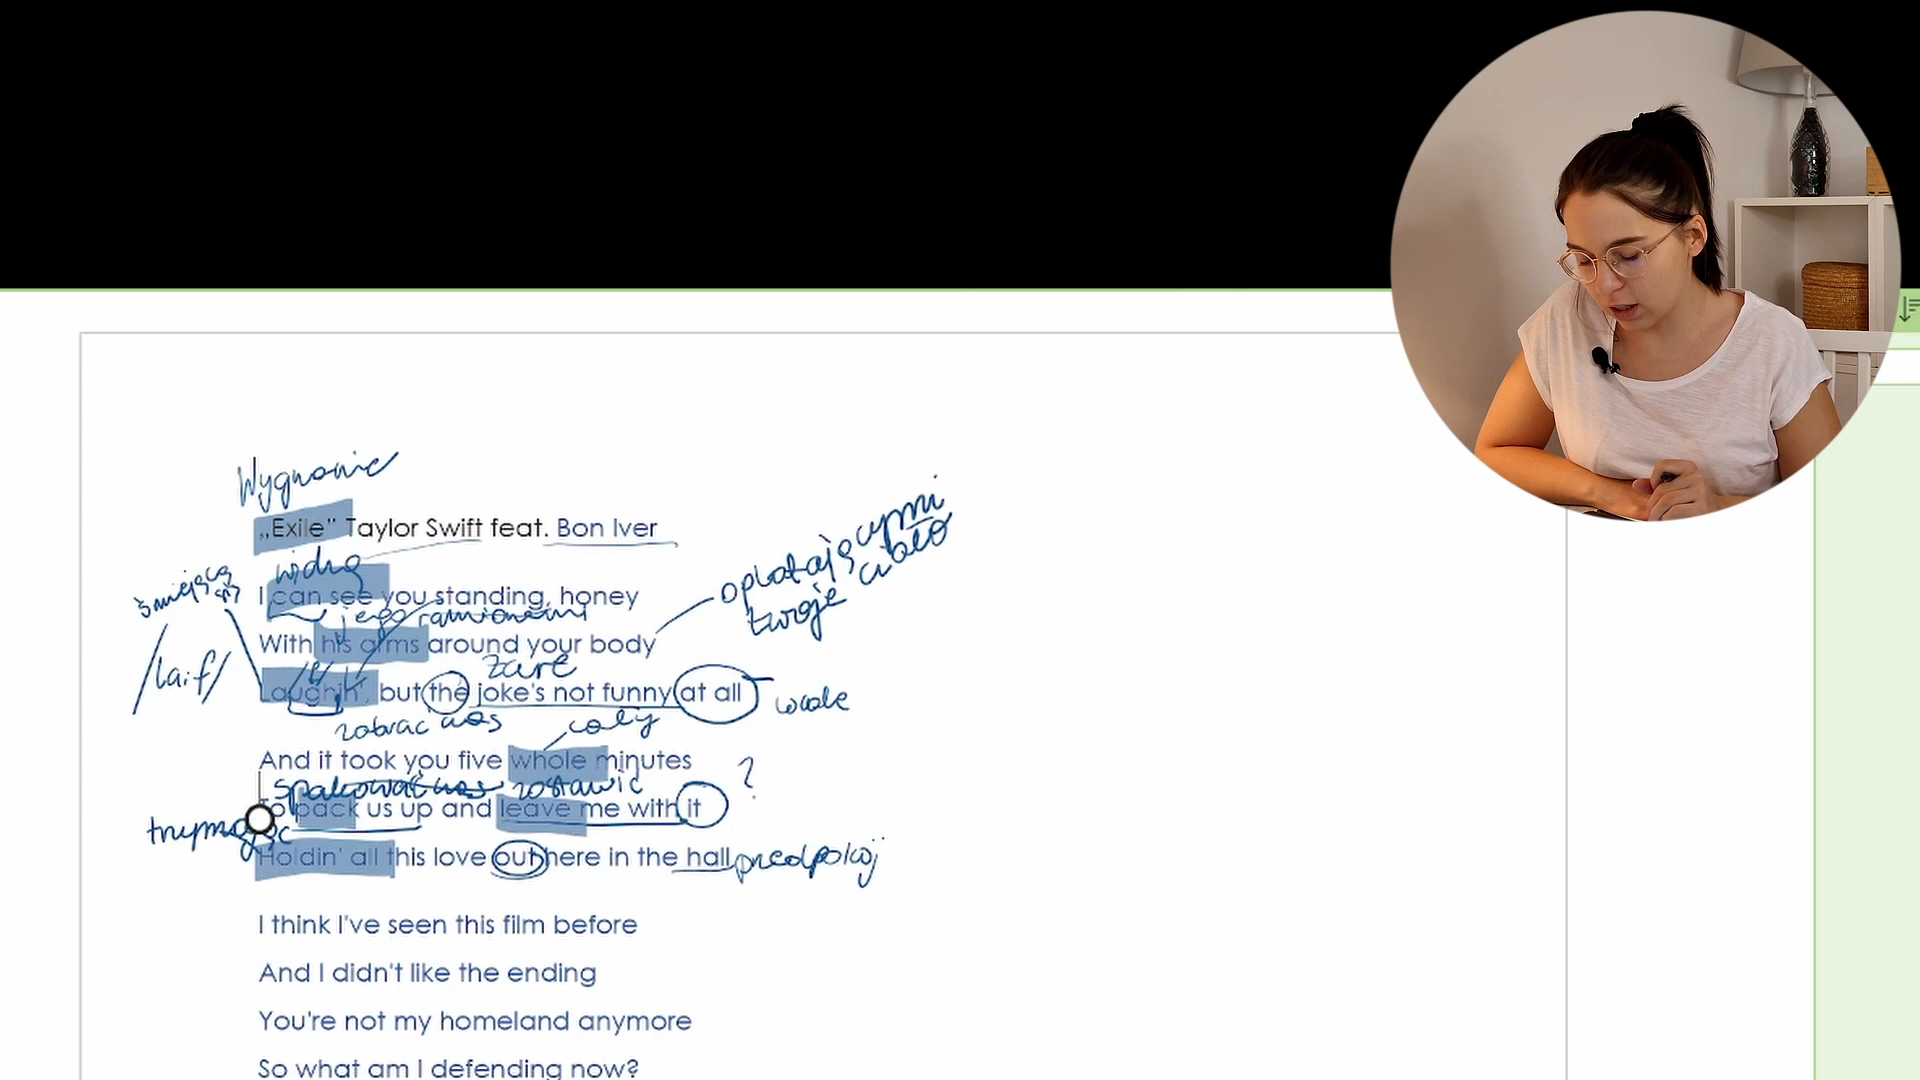 Wygnanie
„Exile” Taylor Swift feat. Bon Iver
widzę
I can see you standing, honey
śmiejąc się
jego ramionami
oplatającymi
twoje ciało
With his arms around your body
/laif/
żart
Laughin', but the joke's not funny at all
wcale
zabrać nas
cały
And it took you five whole minutes
?
spakować nas zostawić
To pack us up and leave me with it
trzymając
Holdin' all this love out here in the hall
przedpokój
I think I've seen this film before
And I didn't like the ending
You're not my homeland anymore
So what am I defending now?